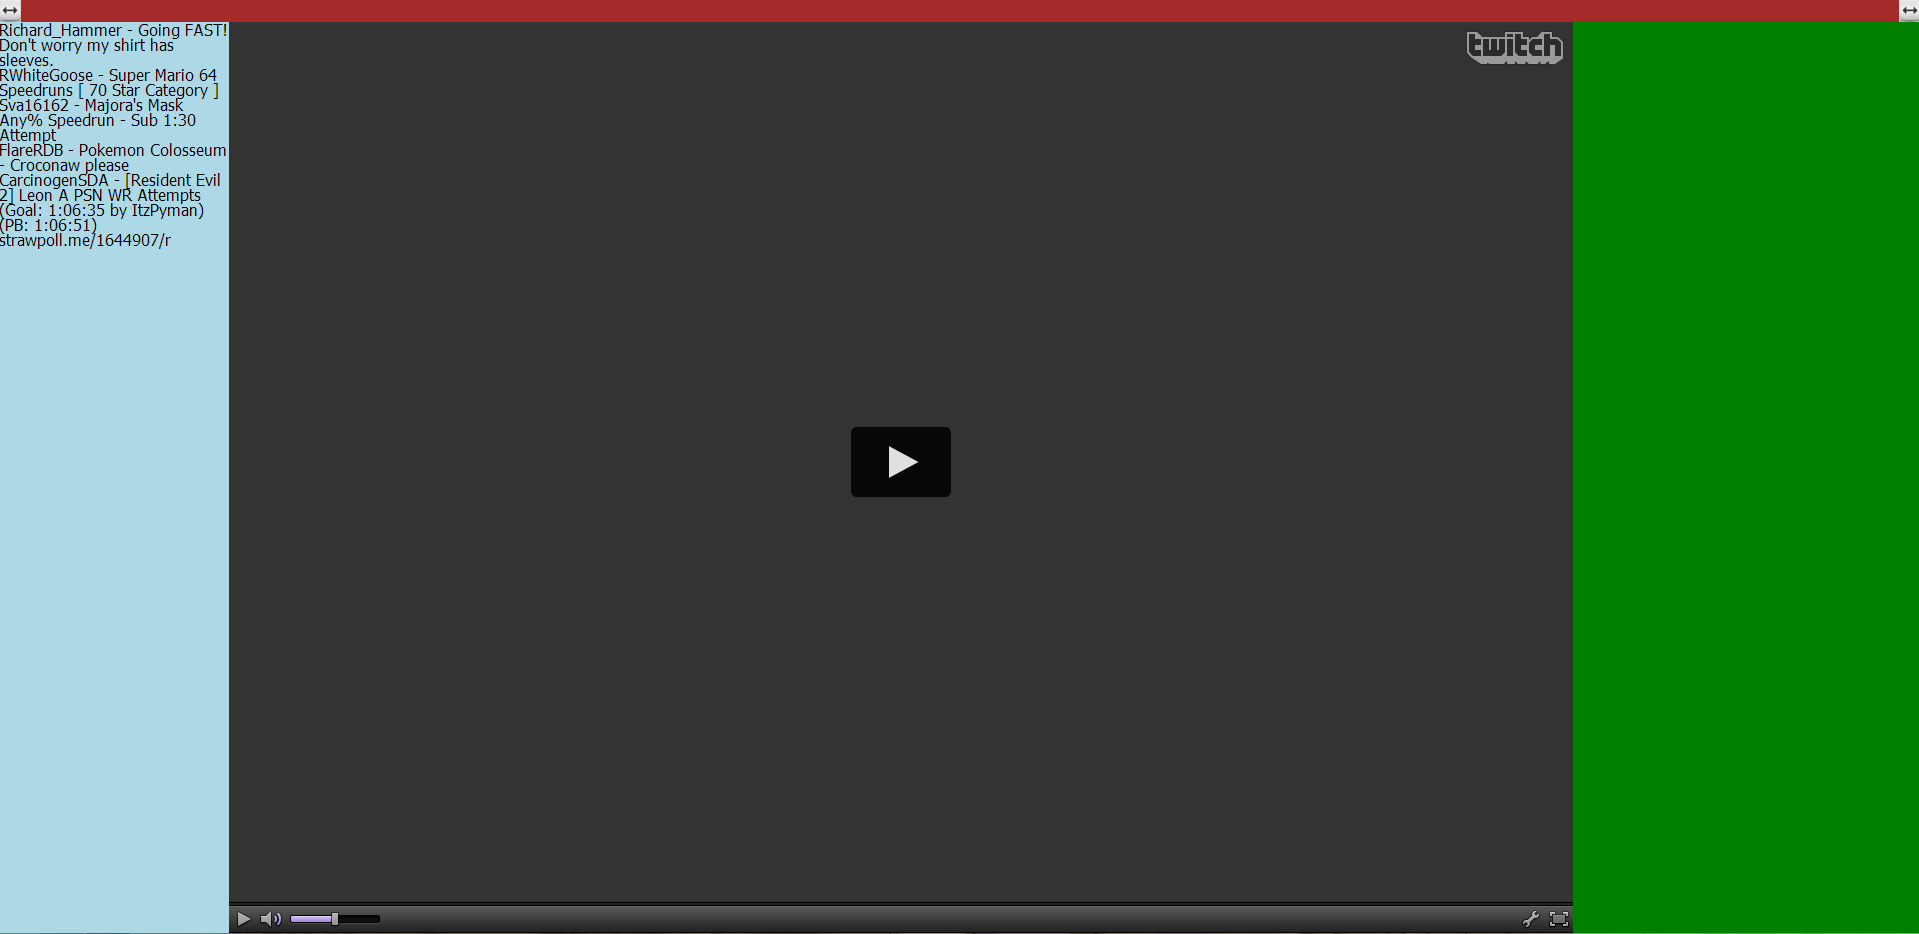 Richard_Hammer - Going FAST!
Don't worry my shirt has
sleeves.
RWhiteGoose - Super Mario 64
Speedruns [ 70 Star Category ]
Sva16162 - Majora's Mask
Any% Speedrun - Sub 1:30
Attempt
FlareRDB - Pokemon Colosseum
- Croconaw please
CarcinogenSDA - [Resident Evil
2] Leon A PSN WR Attempts
(Goal: 1:06:35 by ItzPyman)
(PB: 1:06:51)
strawpoll.me/1644907/r
twitch